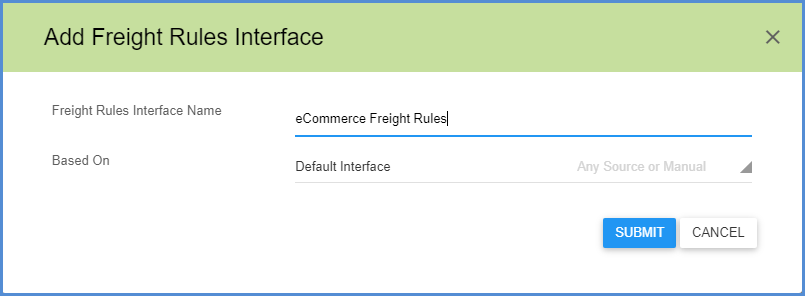 Add Freight Rules Interface
Freight Rules Interface Name
eCommerce Freight Rules
Based On
Default Interface Any Source or Manual
SUBMIT CANCEL